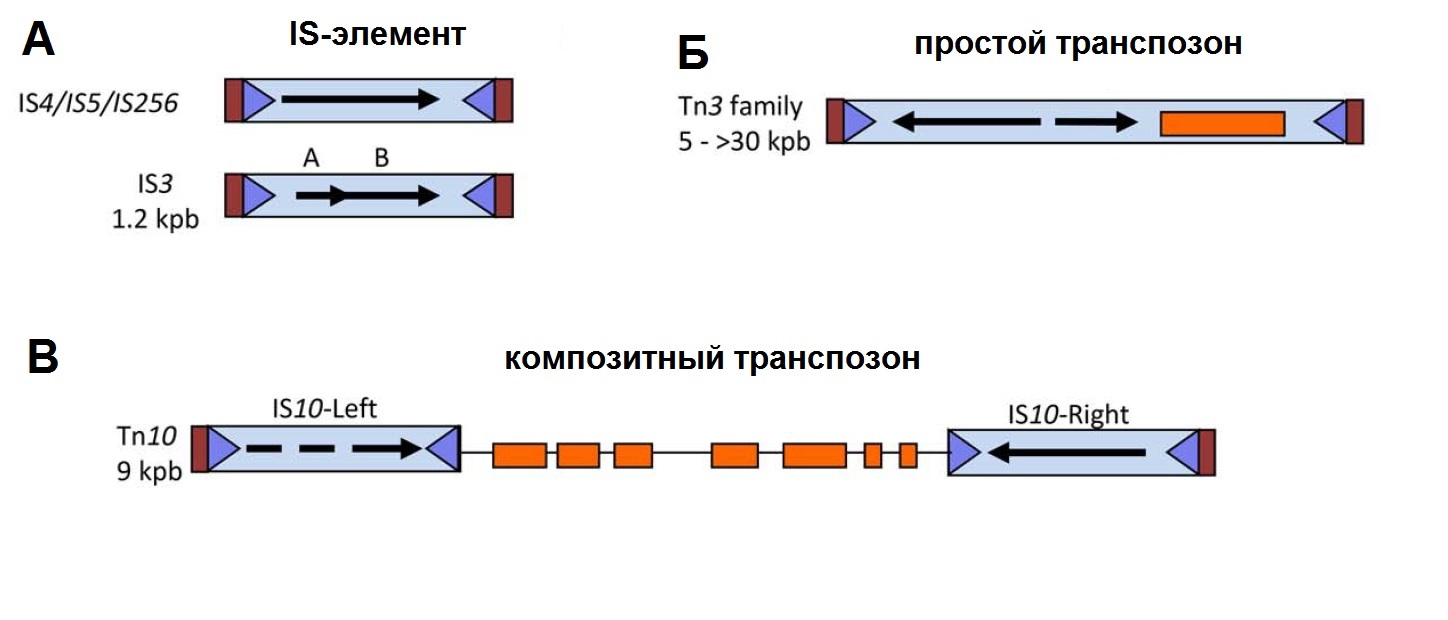 А
IS-элемент
IS4/IS5/IS256
A B
IS3
1.2 kpb
Б
простой транспозон
Tn3 family
5 - >30 kpb
В
композитный транспозон
IS10-Left
IS10-Right
Tn10
9 kpb